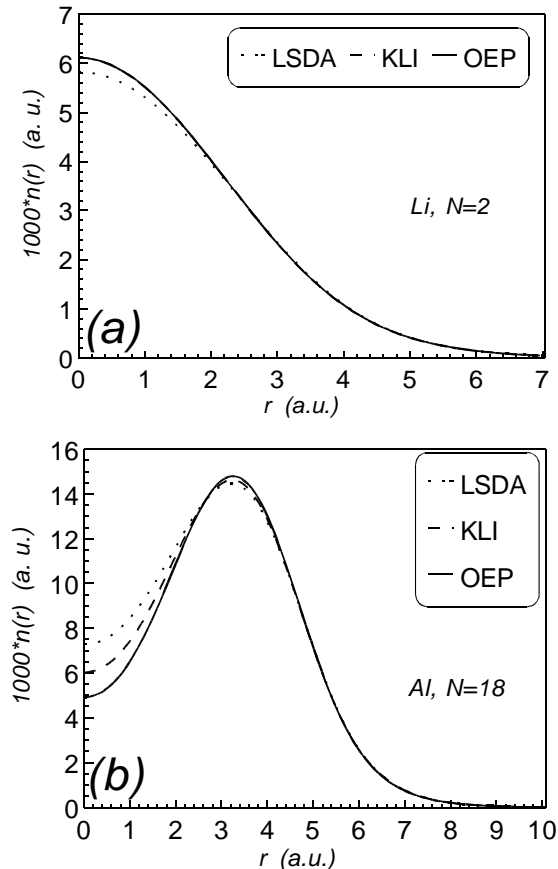 7
6
5
4
3
2
1
0
1000*n(r) (a. u.)
LSDA KLI OEP
Li, N=2
(a)
0 1 2 3 4 5 6 7
r (a.u.)
16
14
12
10
8
6
4
2
0
1000*n(r) (a. u.)
LSDA
KLI
OEP
Al, N=18
(b)
0 1 2 3 4 5 6 7 8 9 10
r (a.u.)